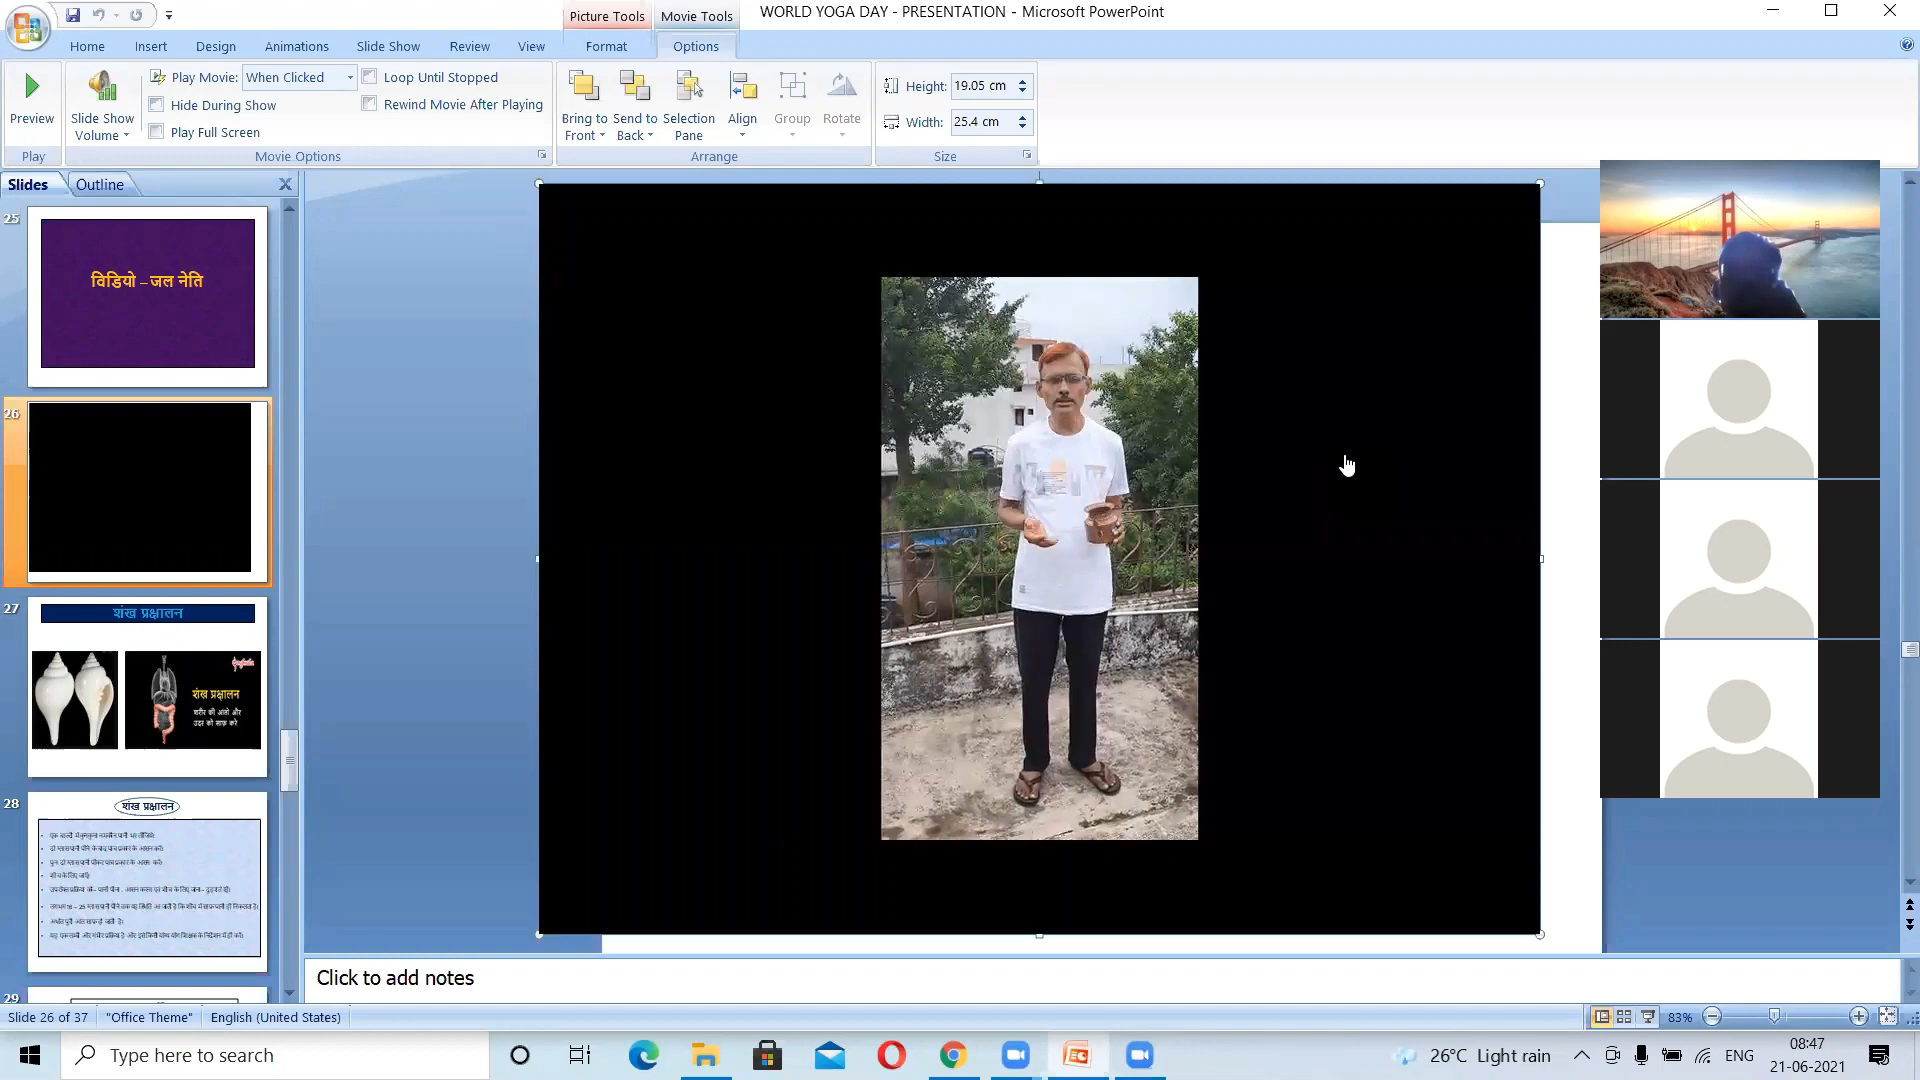 WORLD YOGA DAY - PRESENTATION - Microsoft PowerPoint
Picture Tools
Movie Tools
Home
Insert
Design
Animations
Slide Show
Review
View
Format
Options
Preview
Slide Show
Volume
Play Movie:
When Clicked
Hide During Show
Play Full Screen
Loop Until Stopped
Rewind Movie After Playing
Bring to
Front
Send to
Back
Selection
Pane
Align
Group
Rotate
Height:
19.05 cm
Width:
25.4 cm
Play
Movie Options
Arrange
Size
Slides
Outline
25
विडियो – जल नेति
26
27
शंख प्रक्षालन
शंख प्रक्षालन
शरीर की आंतो और
उदर को साफ़ करे
28
शंख प्रक्षालन
29
Click to add notes
Slide 26 of 37
"Office Theme"
English (United States)
83%
Type here to search
26°C Light rain
ENG
08:47
21-06-2021